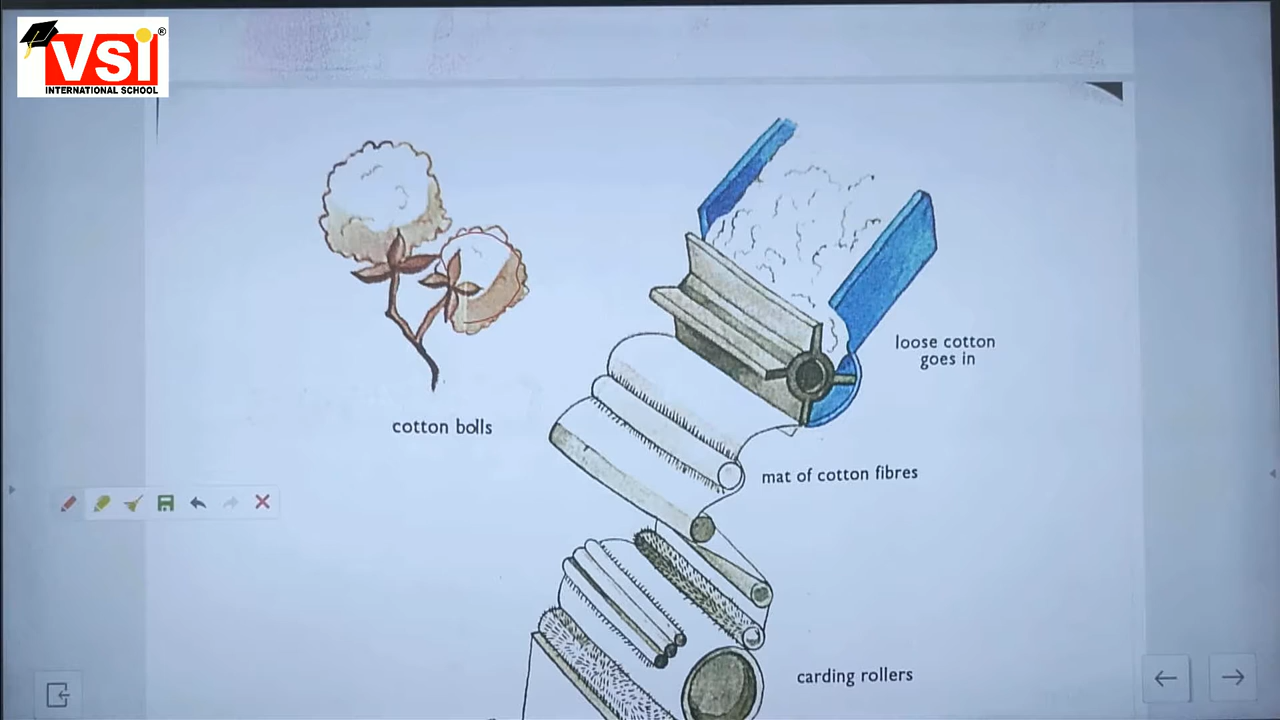 VSI®
INTERNATIONAL SCHOOL
loose cotton
goes in
cotton bolls
mat of cotton fibres
carding rollers